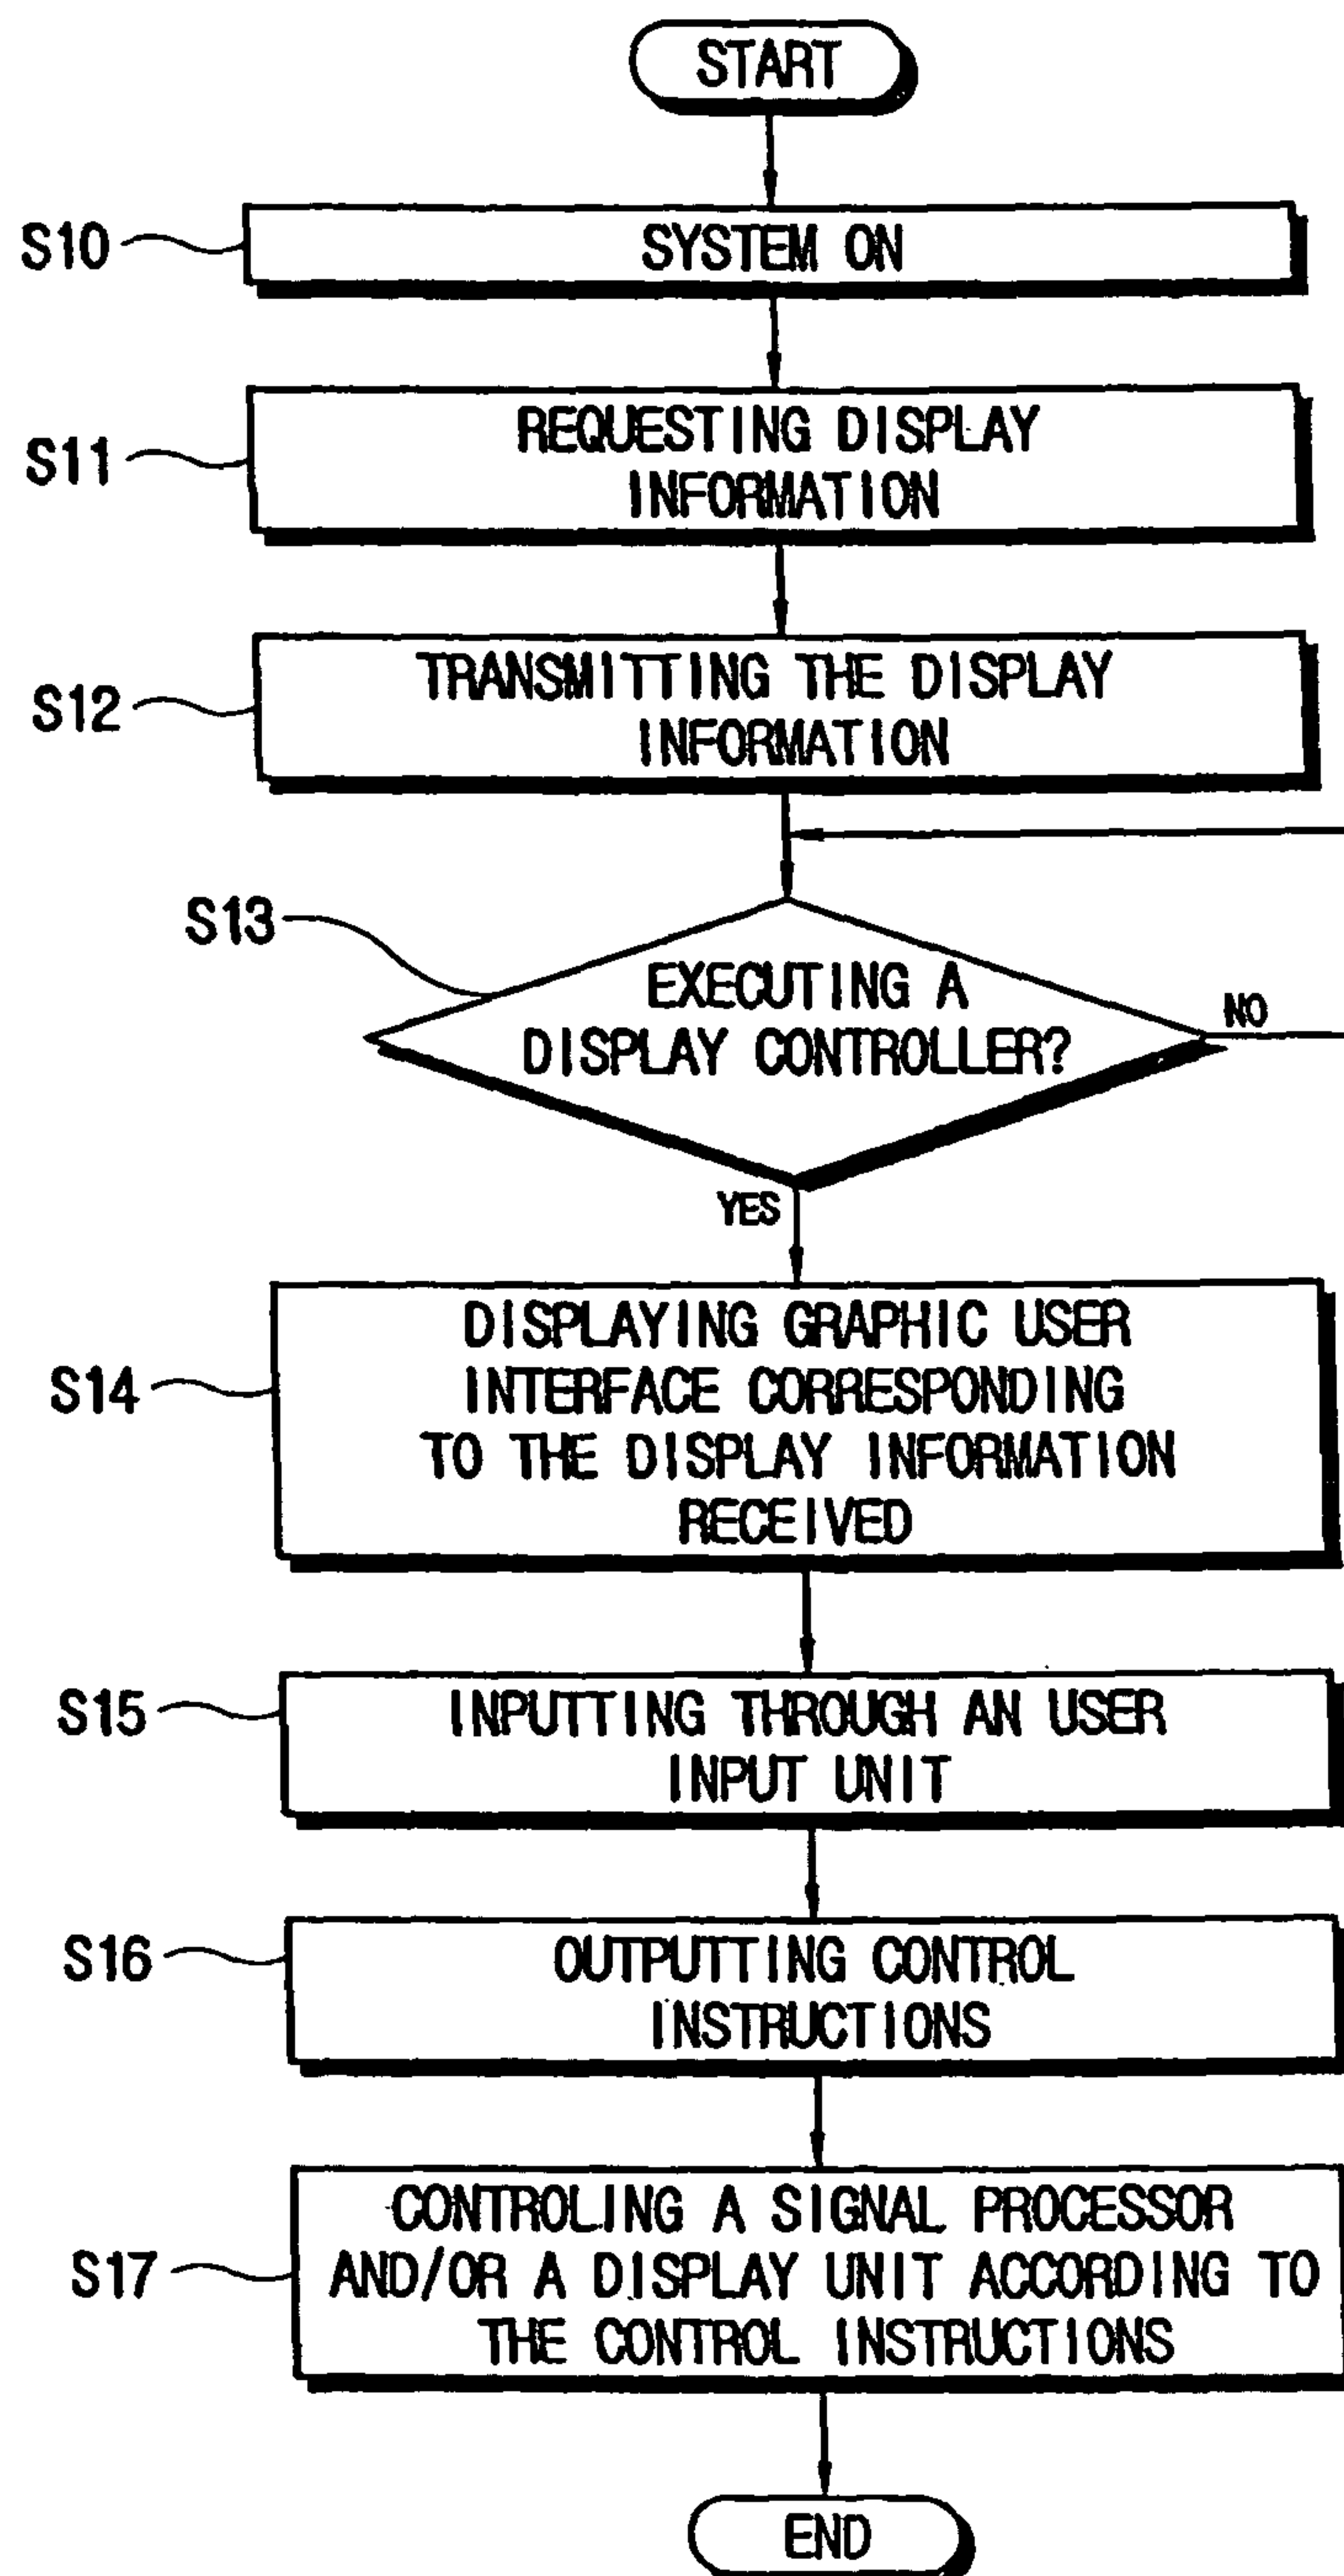 START
S10
SYSTEM ON
S11
REQUESTING DISPLAY
INFORMATION
S12
TRANSMITTING THE DISPLAY
INFORMATION
S13
EXECUTING A
DISPLAY CONTROLLER?
NO
YES
S14
DISPLAYING GRAPHIC USER
INTERFACE CORRESPONDING
TO THE DISPLAY INFORMATION
RECEIVED
S15
INPUTTING THROUGH AN USER
INPUT UNIT
S16
OUTPUTTING CONTROL
INSTRUCTIONS
S17
CONTROLING A SIGNAL PROCESSOR
AND/OR A DISPLAY UNIT ACCORDING TO
THE CONTROL INSTRUCTIONS
END